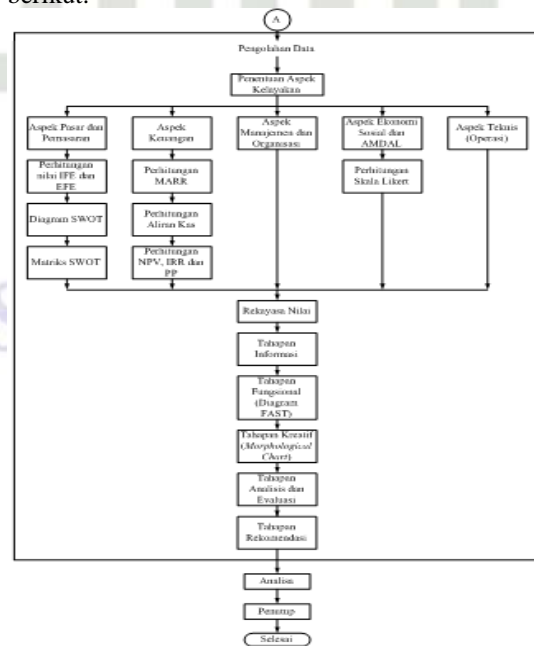 berikut.
A
Pengolahan Data
Penentuan Aspek
Kelayakan
Aspek Pasar dan
Pemasaran
Aspek
Keuangan
Aspek
Manajemen dan
Organisasi
Aspek Ekonomi
Sosial dan
AMDAL
Aspek Teknis
(Operasi)
Perhitungan
nilai IFE dan
EFE
Perhitungan
MARR
Perhitungan
Skala Likert
Diagram SWOT
Perhitungan
Aliran Kas
Matriks SWOT
Perhitungan
NPV, IRR dan
PP
Rekayasa Nilai
Tahapan
Informasi
Tahapan
Fungsional
(Diagram
FAST)
Tahapan Kreatif
(Morphological
Chart)
Tahapan
Analisis dan
Evaluasi
Tahapan
Rekomendasi
Analisa
Penutup
Selesai